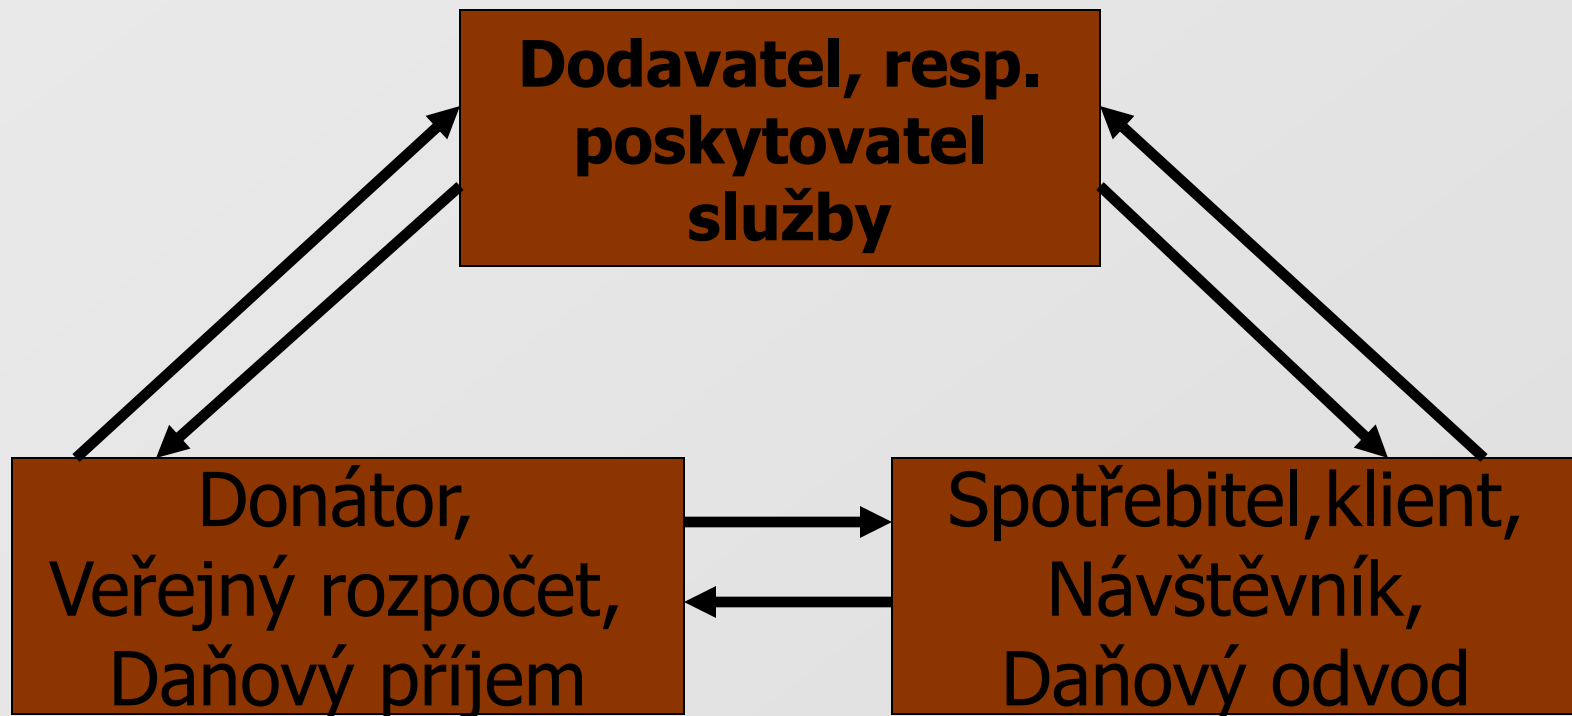 Dodavatel, resp.
poskytovatel
služby
Donátor,
Veřejný rozpočet,
Daňový příjem
Spotřebitel,klient,
Návštěvník,
Daňový odvod